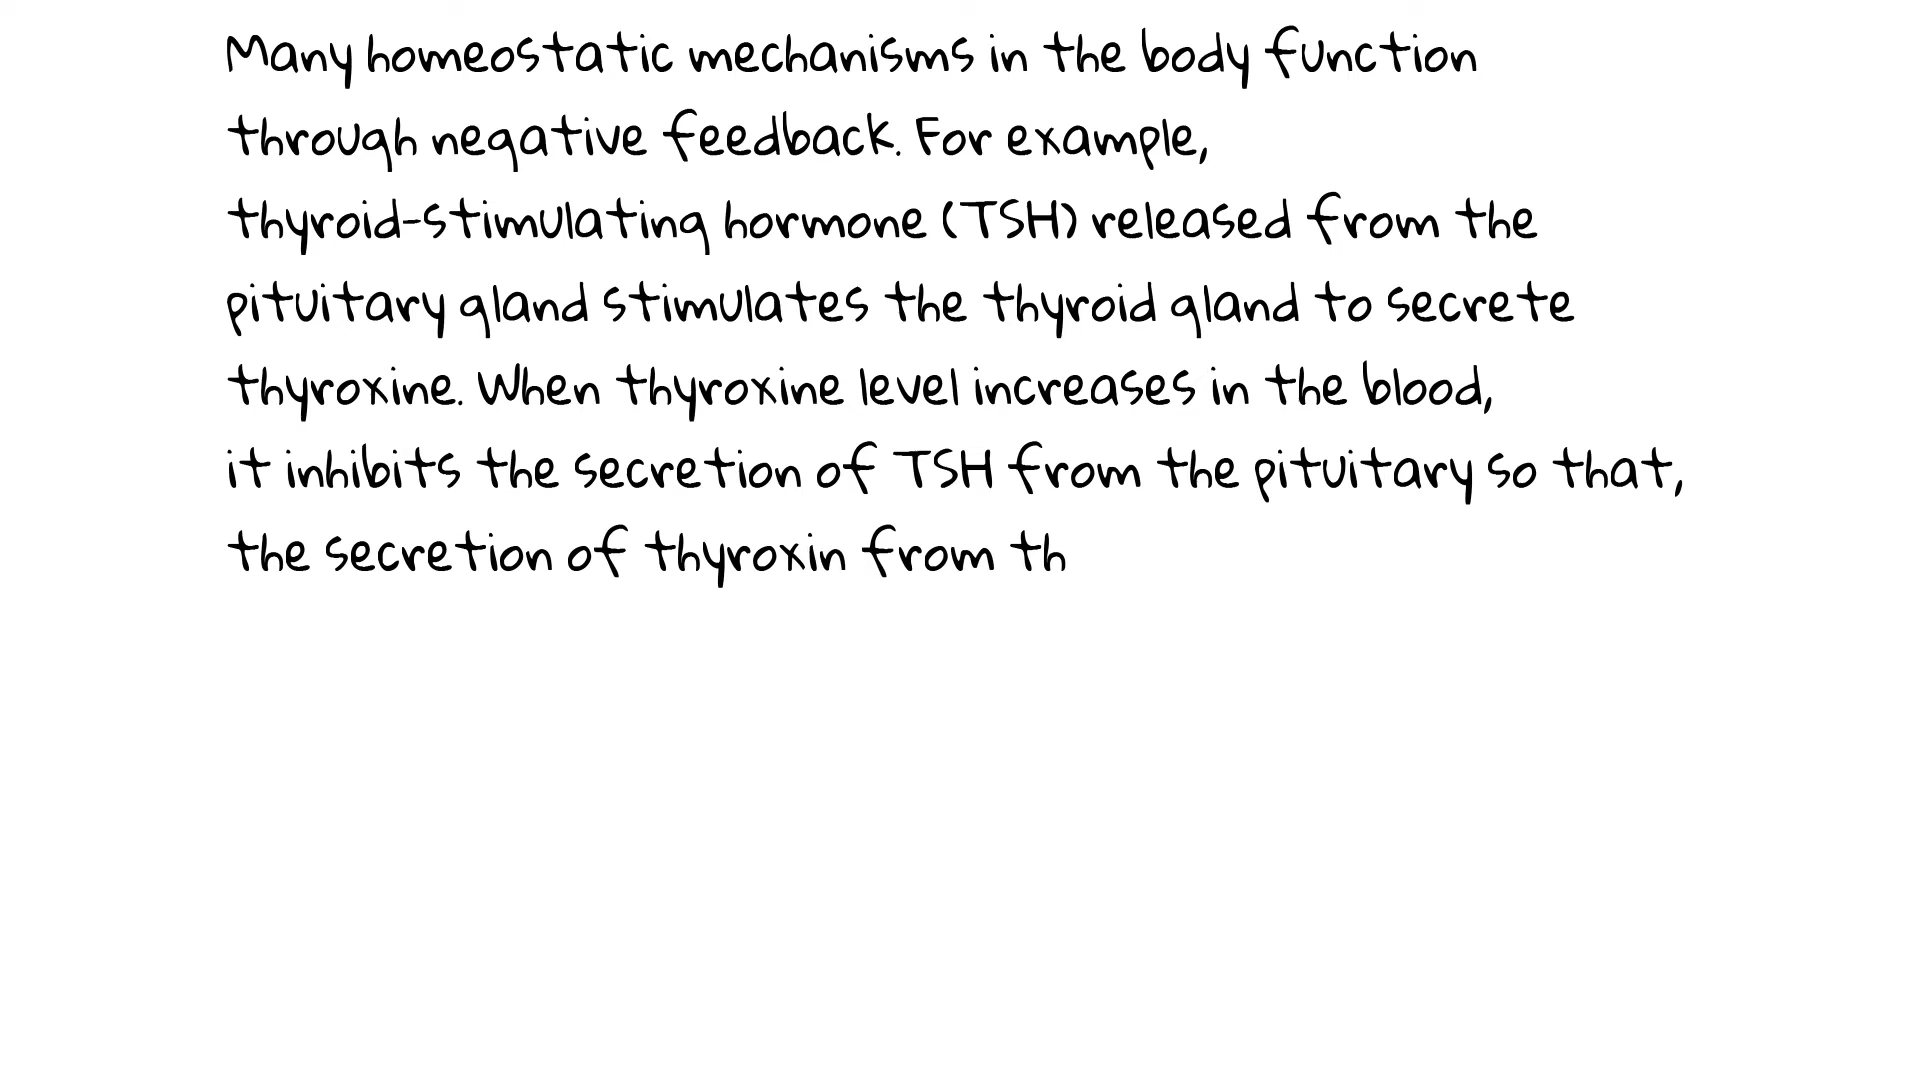 Many homeostatic mechanisms in the body function
through negative feedback. For example,
thyroid-stimulating hormone (TSH) released from the
pituitary gland stimulates the thyroid gland to secrete
thyroxine. When thyroxine level increases in the blood,
it inhibits the secretion of TSH from the pituitary so that,
the secretion of thyroxin from th